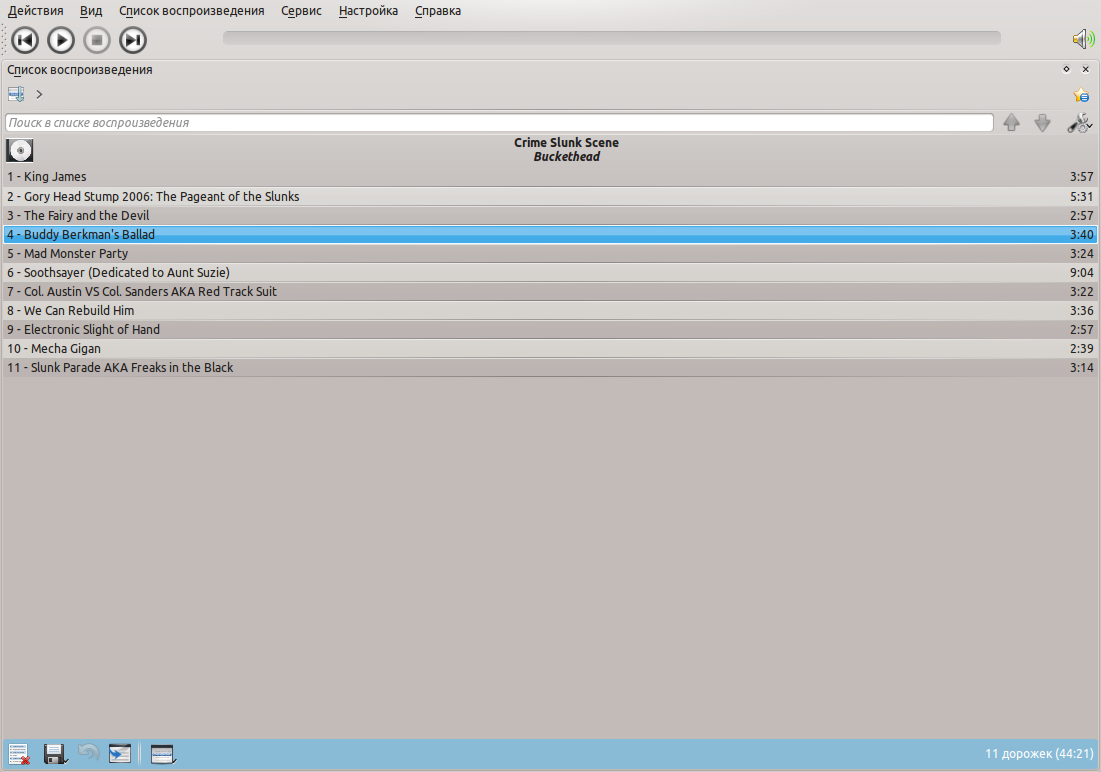 Действия Вид Список воспроизведения Сервис Настройка Справка
Список воспроизведения
Поиск в списке воспроизведения
Crime Slunk Scene
Buckethead
1 - King James 3:57
2 - Gory Head Stump 2006: The Pageant of the Slunks 5:31
3 - The Fairy and the Devil 2:57
4 - Buddy Berkman's Ballad 3:40
5 - Mad Monster Party 3:24
6 - Soothsayer (Dedicated to Aunt Suzie) 9:04
7 - Col. Austin VS Col. Sanders AKA Red Track Suit 3:22
8 - We Can Rebuild Him 3:36
9 - Electronic Slight of Hand 2:57
10 - Mecha Gigan 2:39
11 - Slunk Parade AKA Freaks in the Black 3:14
11 дорожек (44:21)